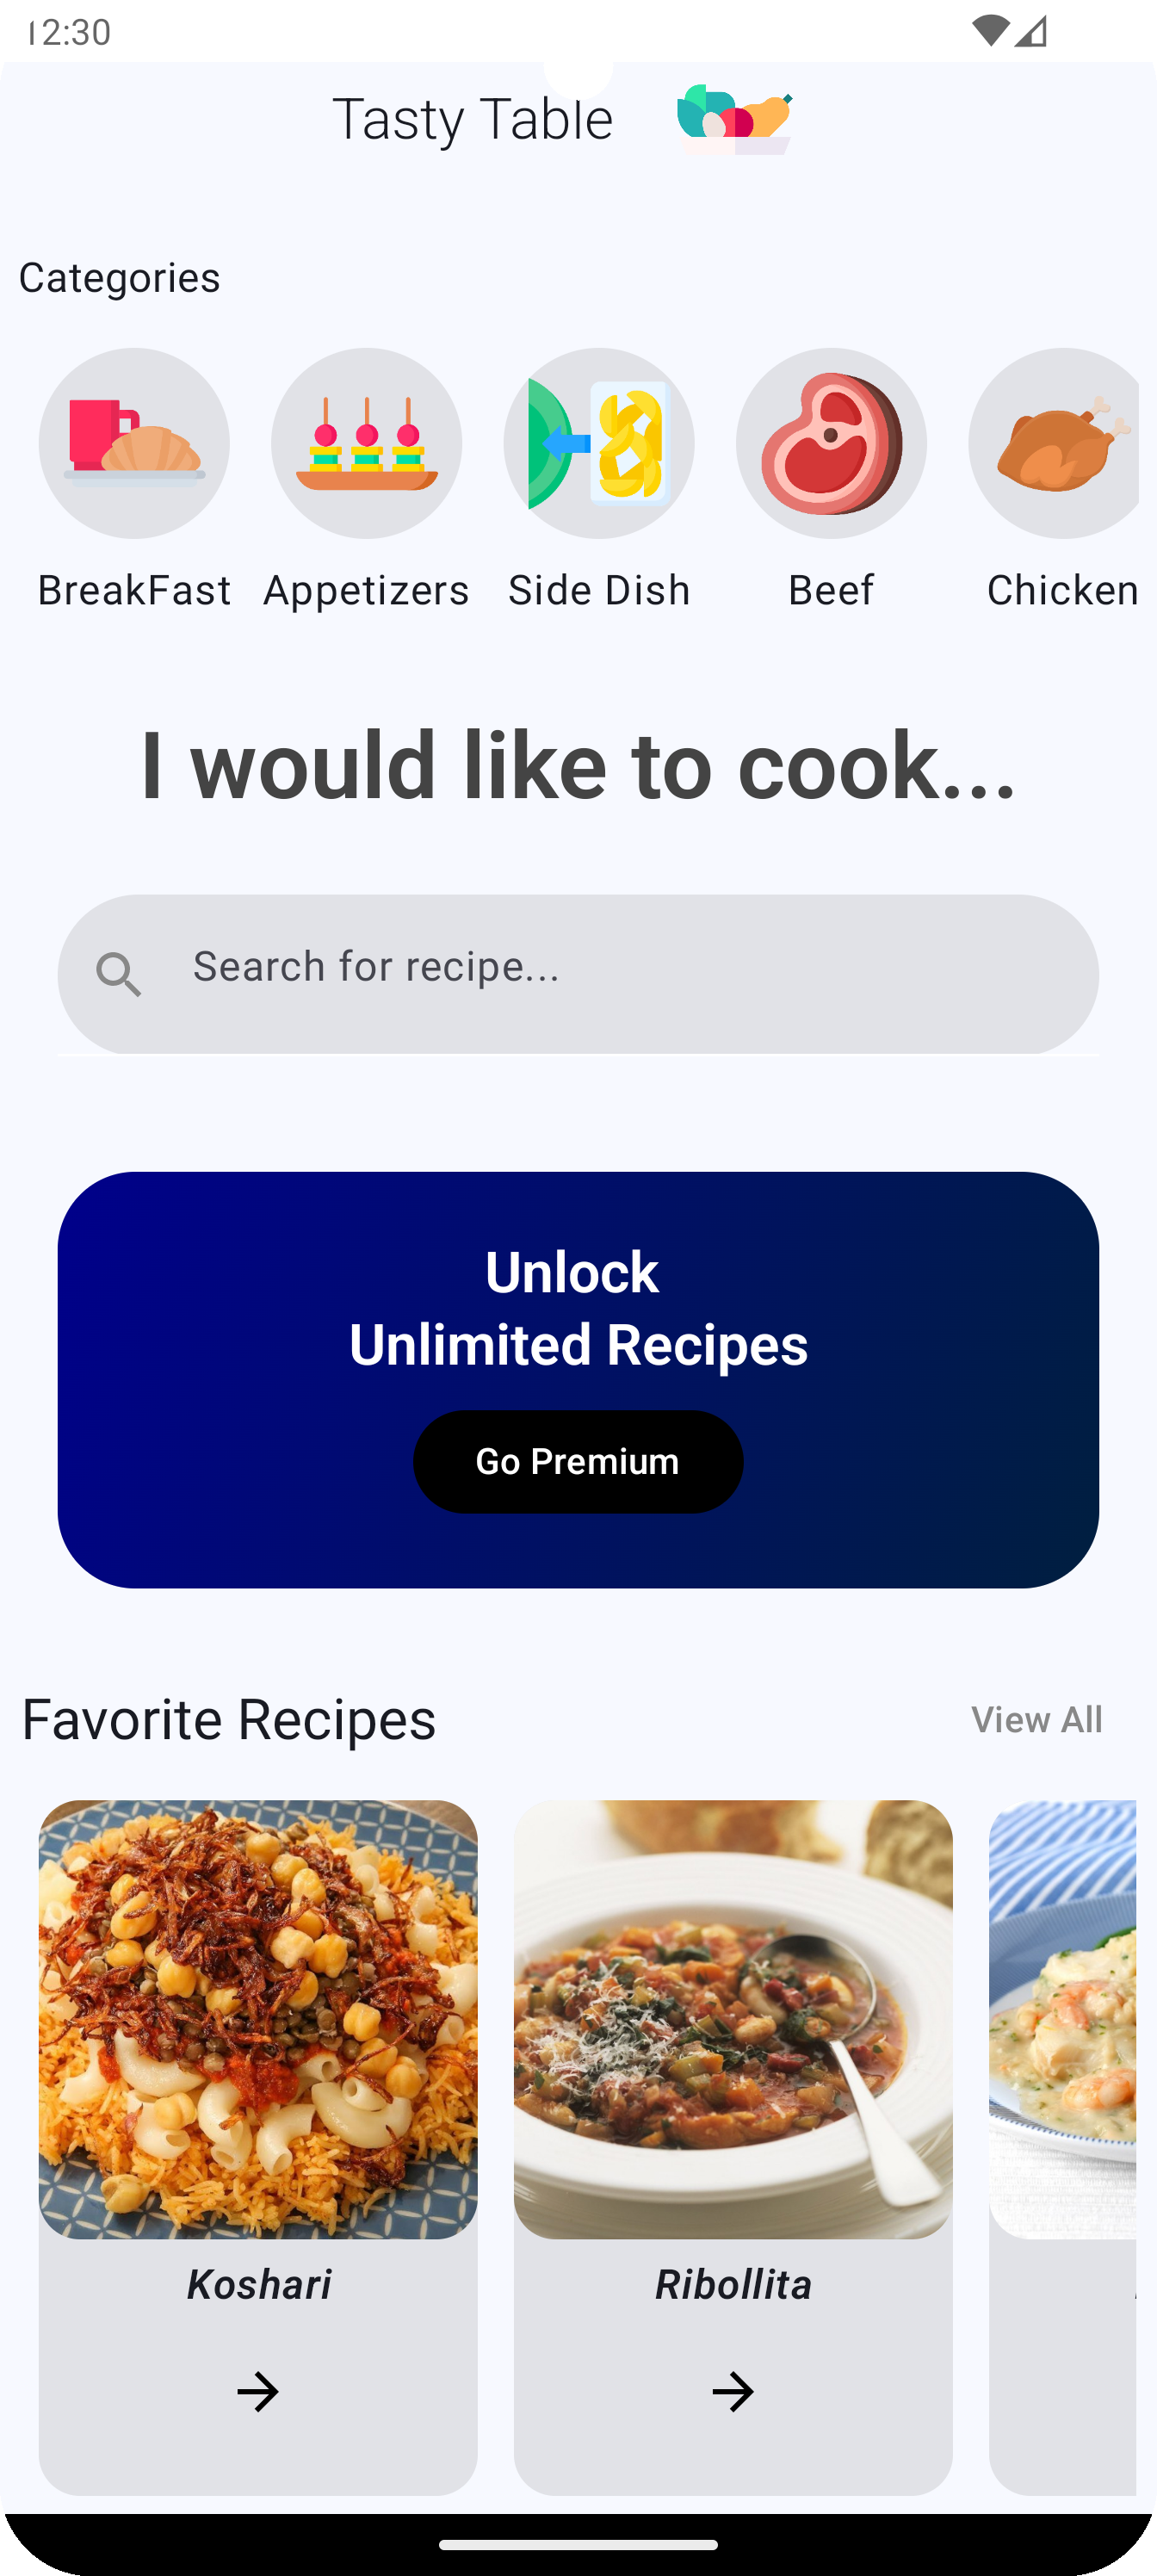 12:30
Tasty Table
Categories
BreakFast
Appetizers
Side Dish
Beef
Chicken
I would like to cook...
Search for recipe...
Unlock
Unlimited Recipes
Go Premium
Favorite Recipes
View All
Koshari
Ribollita